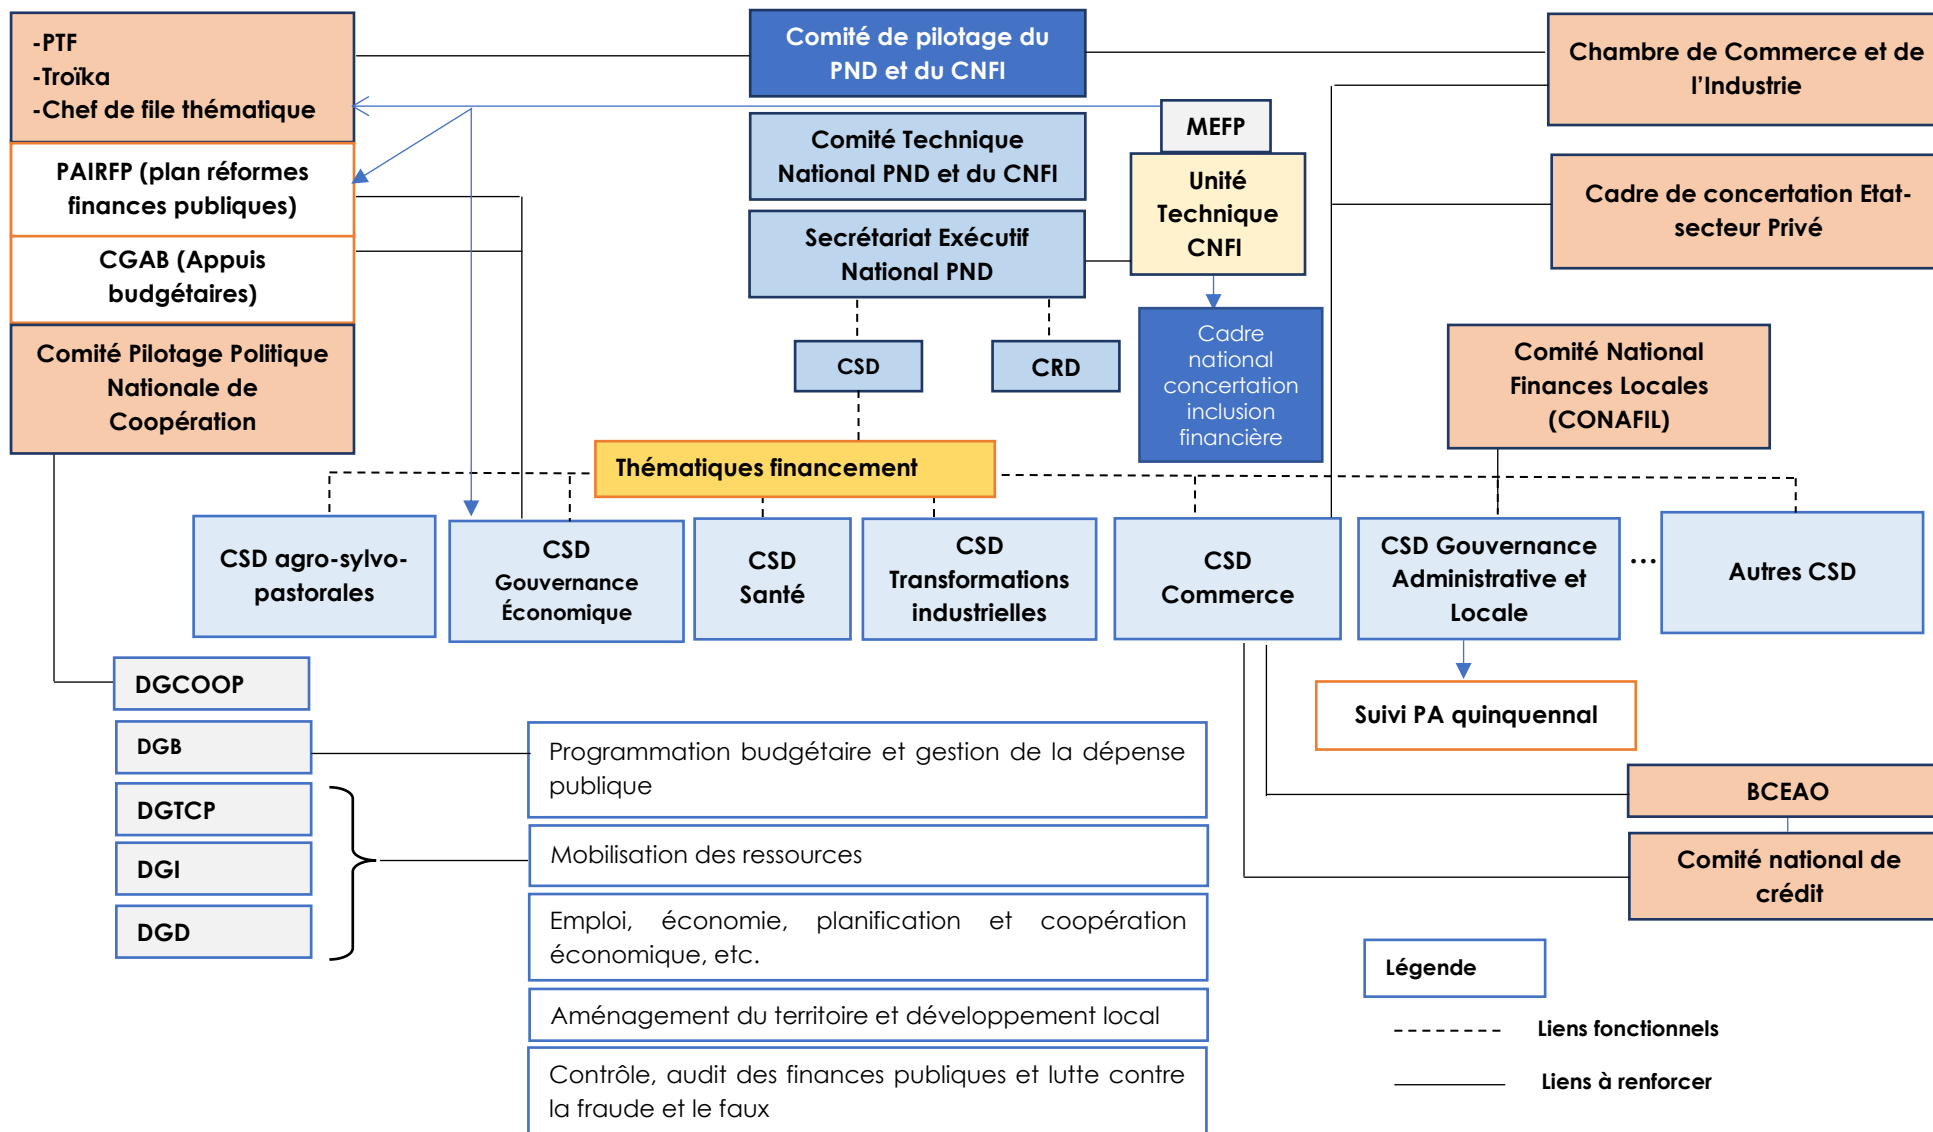 -PTF
-Troïka
-Chef de file thématique
PAIRFP (plan réformes
finances publiques)
CGAB (Appuis
budgétaires)
Comité Pilotage Politique
Nationale de
Coopération
Comité de pilotage du
PND et du CNFI
Comité Technique
National PND et du CNFI
Secrétariat Exécutif
National PND
CSD
CRD
MEFP
Unité
Technique
CNFI
Cadre
national
concertation
inclusion
financière
Chambre de Commerce et de
l'Industrie
Cadre de concertation Etat-
secteur Privé
Comité National
Finances Locales
(CONAFIL)
Thématiques financement
CSD agro-sylvo-
pastorales
CSD
Gouvernance
Économique
CSD
Santé
CSD
Transformations
industrielles
CSD
Commerce
CSD Gouvernance
Administrative et
Locale
...
Autres CSD
Suivi PA quinquennal
BCEAO
Comité national de
crédit
DGCOOP
DGB
DGTCP
DGI
DGD
Programmation budgétaire et gestion de la dépense
publique
Mobilisation des ressources
Emploi, économie, planification et coopération
économique, etc.
Aménagement du territoire et développement local
Contrôle, audit des finances publiques et lutte contre
la fraude et le faux
Légende
Liens fonctionnels
Liens à renforcer